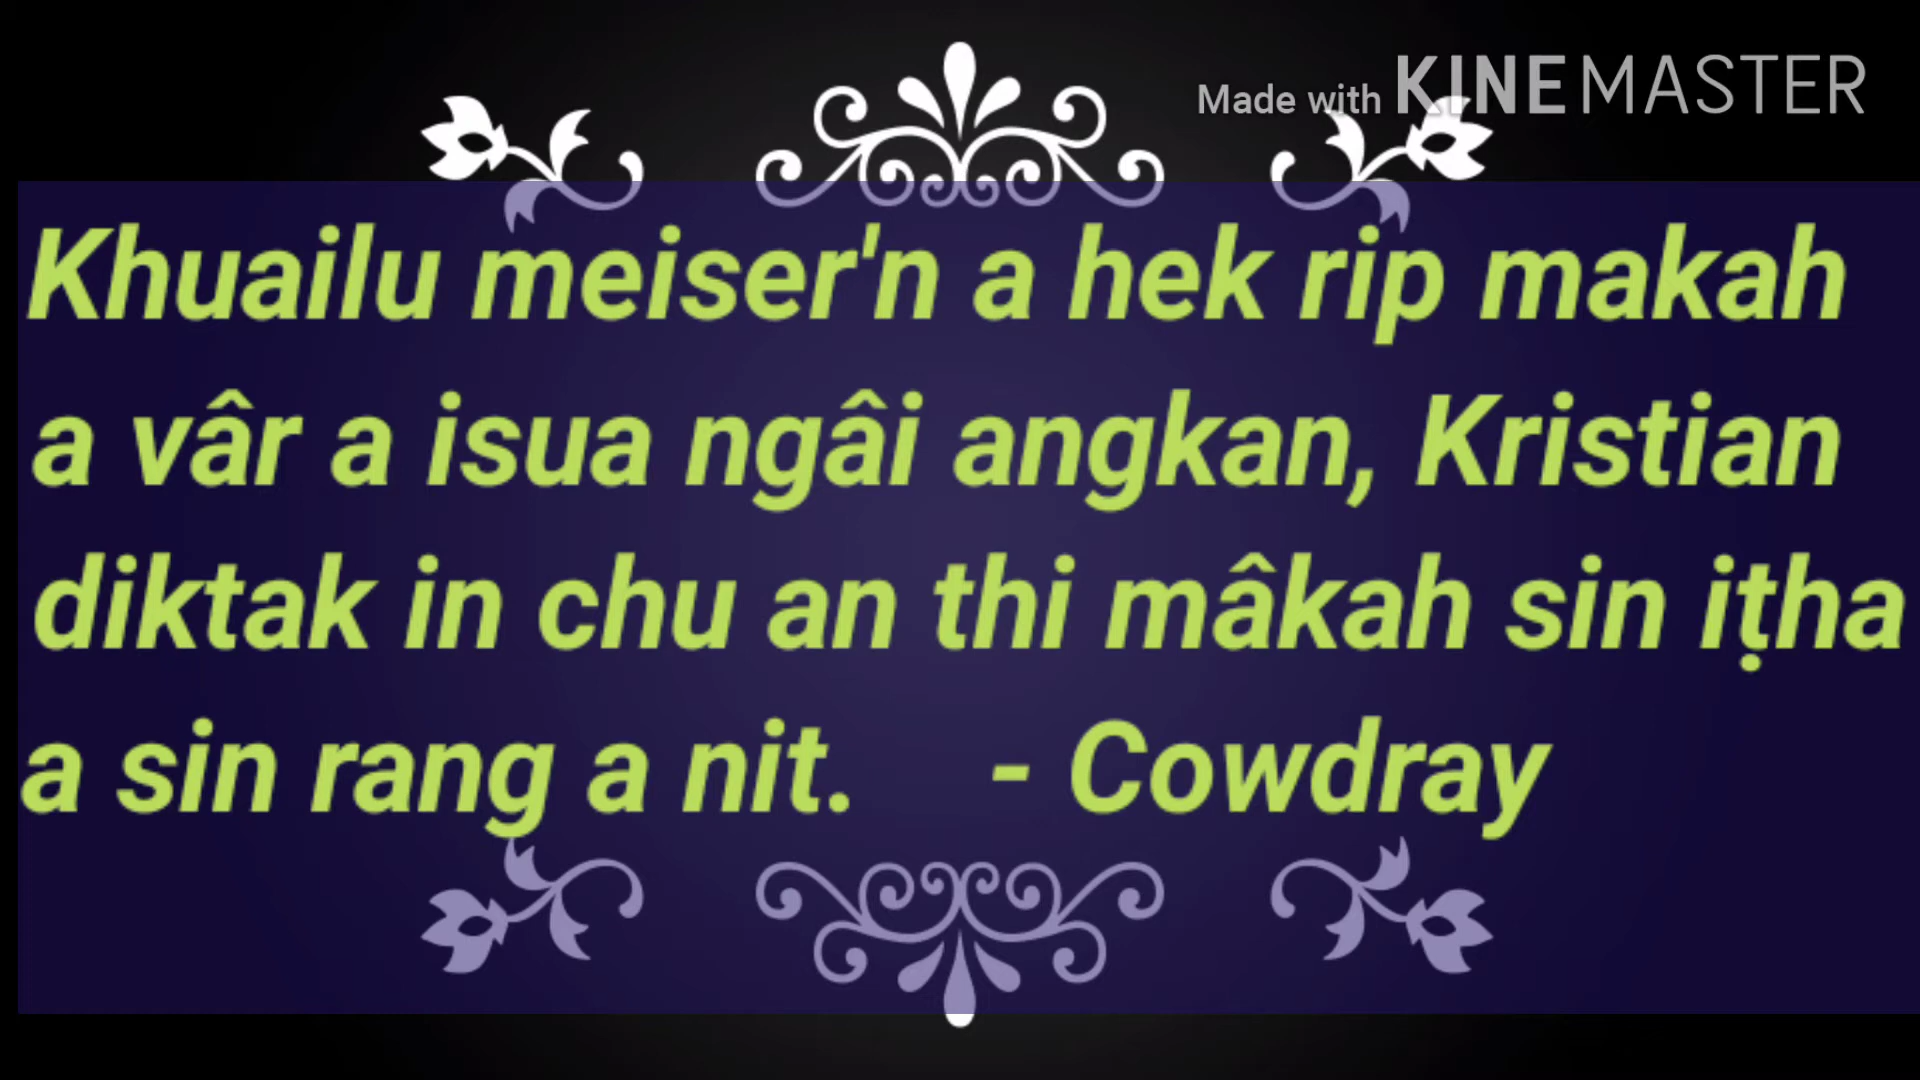 Made with KINEMASTER
Khuailu meiser'n a hek rip makah
a vâr a isua ngâi angkan, Kristian
diktak in chu an thi mâkah sin iṭha
a sin rang a nit. - Cowdray